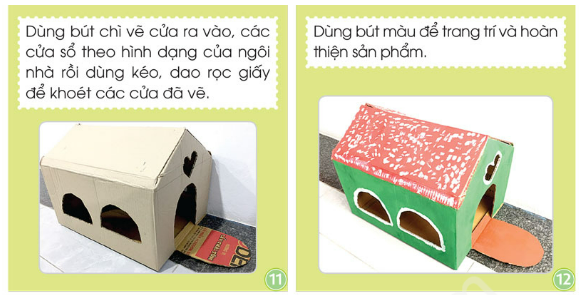 Dùng bút chì vẽ cửa ra vào, các
cửa sổ theo hình dạng của ngôi
nhà rồi dùng kéo, dao rọc giấy
để khoét các cửa đã vẽ.
11
Dùng bút màu để trang trí và hoàn
thiện sản phẩm.
12